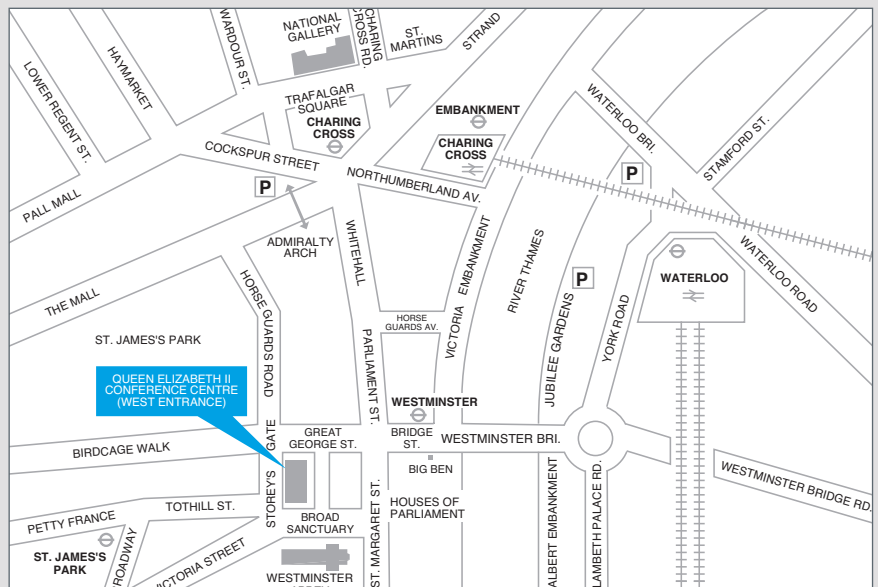 NATIONAL
GALLERY
CHARING
CROSS RD.
ST.
MARTINS
STRAND
WARDOUR ST.
HAYMARKET
LOWER REGENT ST.
TRAFALGAR
SQUARE
CHARING
CROSS
EMBANKMENT
CHARING
CROSS
WATERLOO BRI.
STAMFORD ST.
COCKSPUR STREET
NORTHUMBERLAND AV.
P
P
PALL MALL
ADMIRALTY
ARCH
WHITEHALL
VICTORIA EMBANKMENT
RIVER THAMES
P
WATERLOO
WATERLOO ROAD
THE MALL
HORSE GUARDS ROAD
HORSE
GUARDS AV.
JUBILEE GARDENS
YORK ROAD
ST. JAMES'S PARK
PARLIAMENT ST.
QUEEN ELIZABETH II
CONFERENCE CENTRE
(WEST ENTRANCE)
WESTMINSTER
BIRDCAGE WALK
STOREY'S GATE
GREAT
GEORGE ST.
BRIDGE
ST.
WESTMINSTER BRI.
BIG BEN
WESTMINSTER BRIDGE RD.
HOUSES OF
PARLIAMENT
ST. MARGARET ST.
ALBERT EMBANKMENT
LAMBETH PALACE RD.
TOTHILL ST.
PETTY FRANCE
BROAD
SANCTUARY
ST. JAMES'S
PARK
ROADWAY
VICTORIA STREET
WESTMINSTER